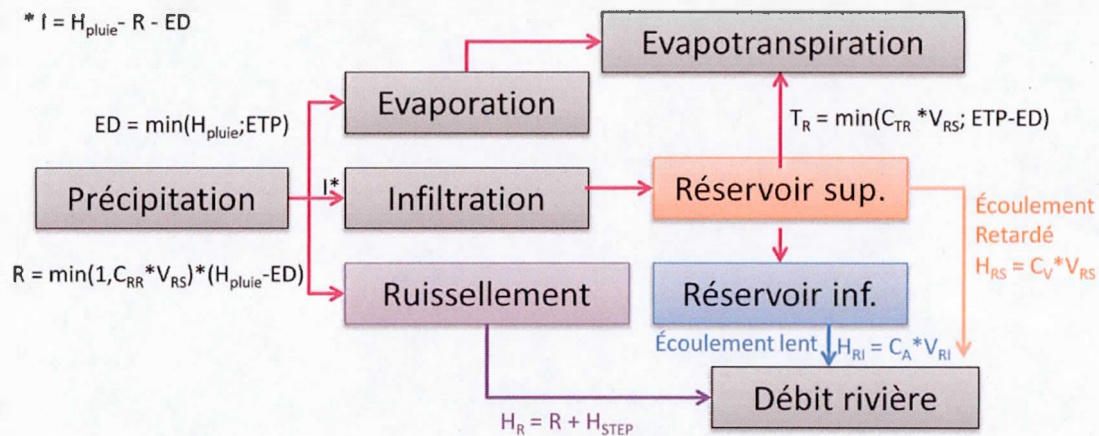 * I = Hpluie- R - ED
Evapotranspiration
Evaporation
ED = min(Hpluie;ETP)
TR = min(CTR *VRS; ETP-ED)
Précipitation
I*
Infiltration
Réservoir sup.
Écoulement
Retardé
HRS = CV*VRS
R = min(1,CRR*VRS)*(Hpluie-ED)
Ruissellement
Réservoir inf.
Écoulement lent
HRI = CA*VRI
Débit rivière
HR = R + HSTEP